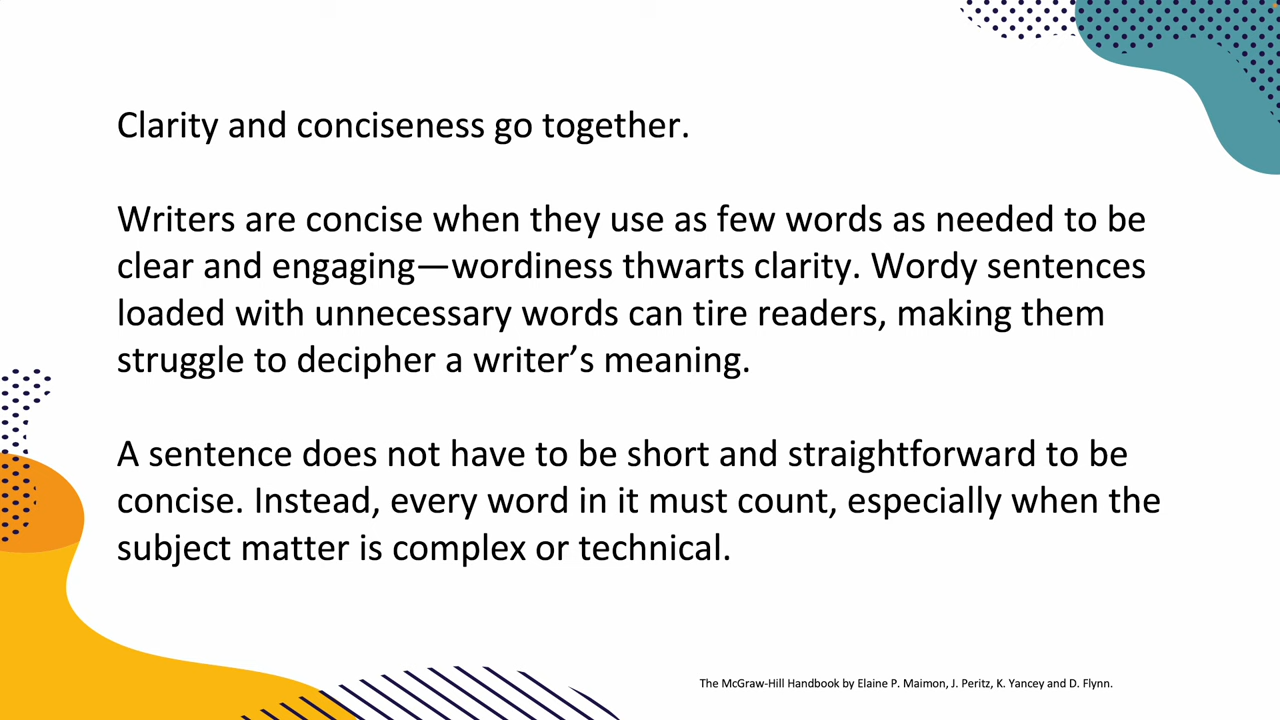 Clarity and conciseness go together.
Writers are concise when they use as few words as needed to be
clear and engaging—wordiness thwarts clarity. Wordy sentences
loaded with unnecessary words can tire readers, making them
struggle to decipher a writer’s meaning.
A sentence does not have to be short and straightforward to be
concise. Instead, every word in it must count, especially when the
subject matter is complex or technical.
The McGraw-Hill Handbook by Elaine P. Maimon, J. Peritz, K. Yancey and D. Flynn.